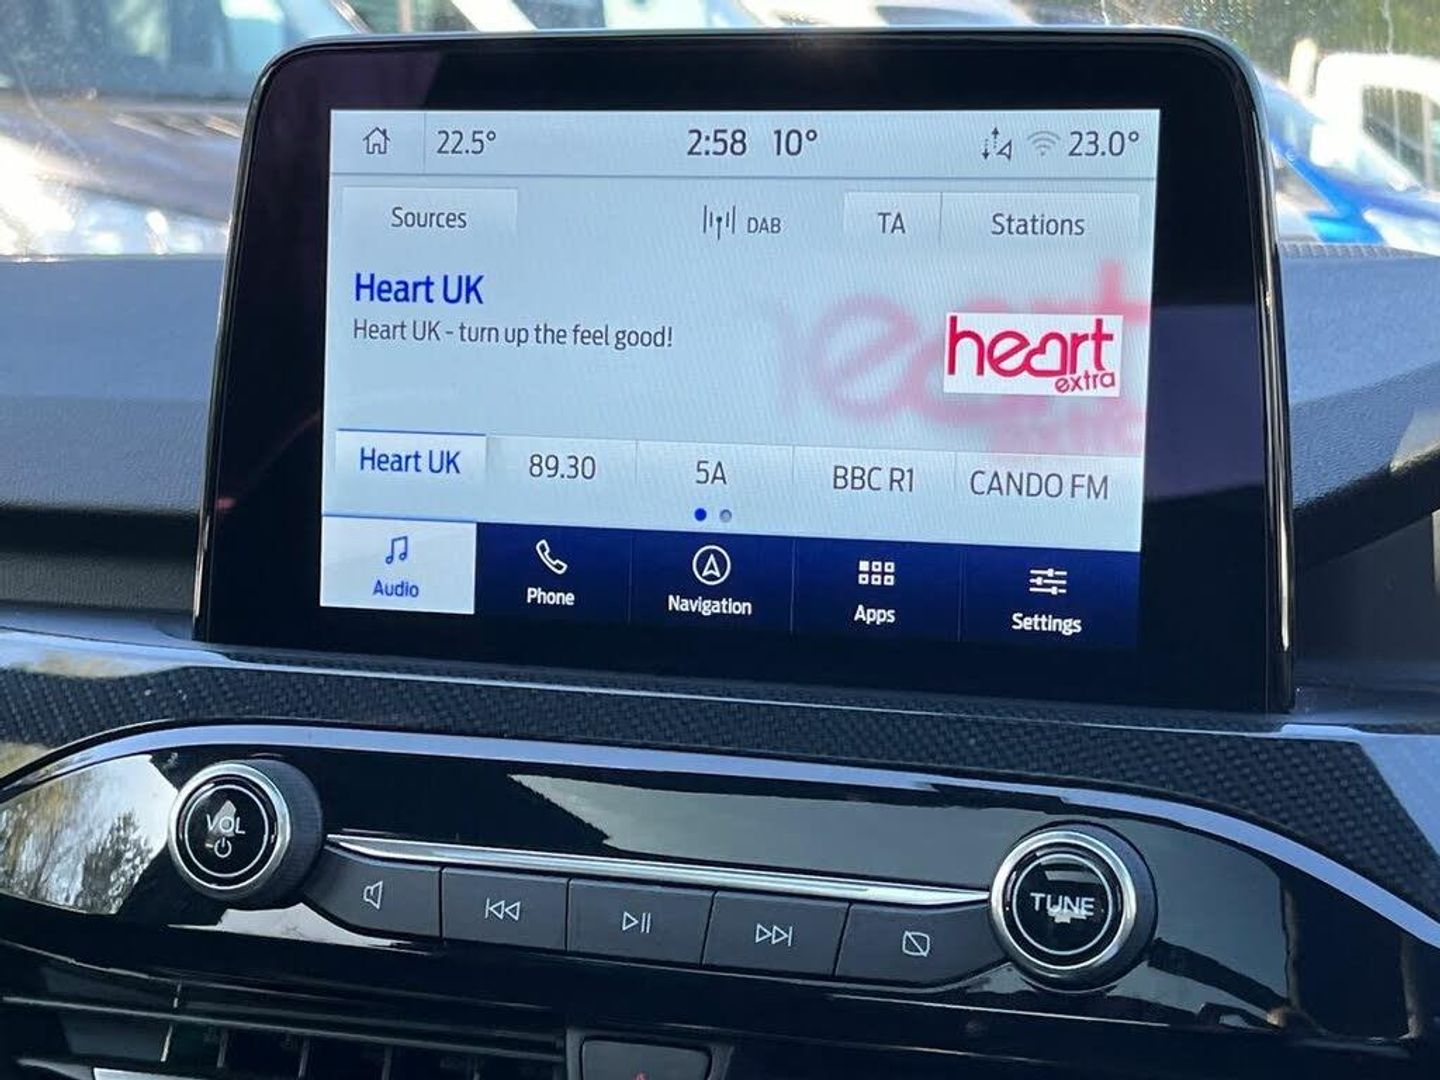 22.5° 2:58 10° 23.0°
Sources DAB TA Stations
Heart UK
Heart UK - turn up the feel good!
heart
extra
Heart UK 89.30 5A BBC R1 CANDO FM
Audio Phone Navigation Apps Settings
VOL
TUNE